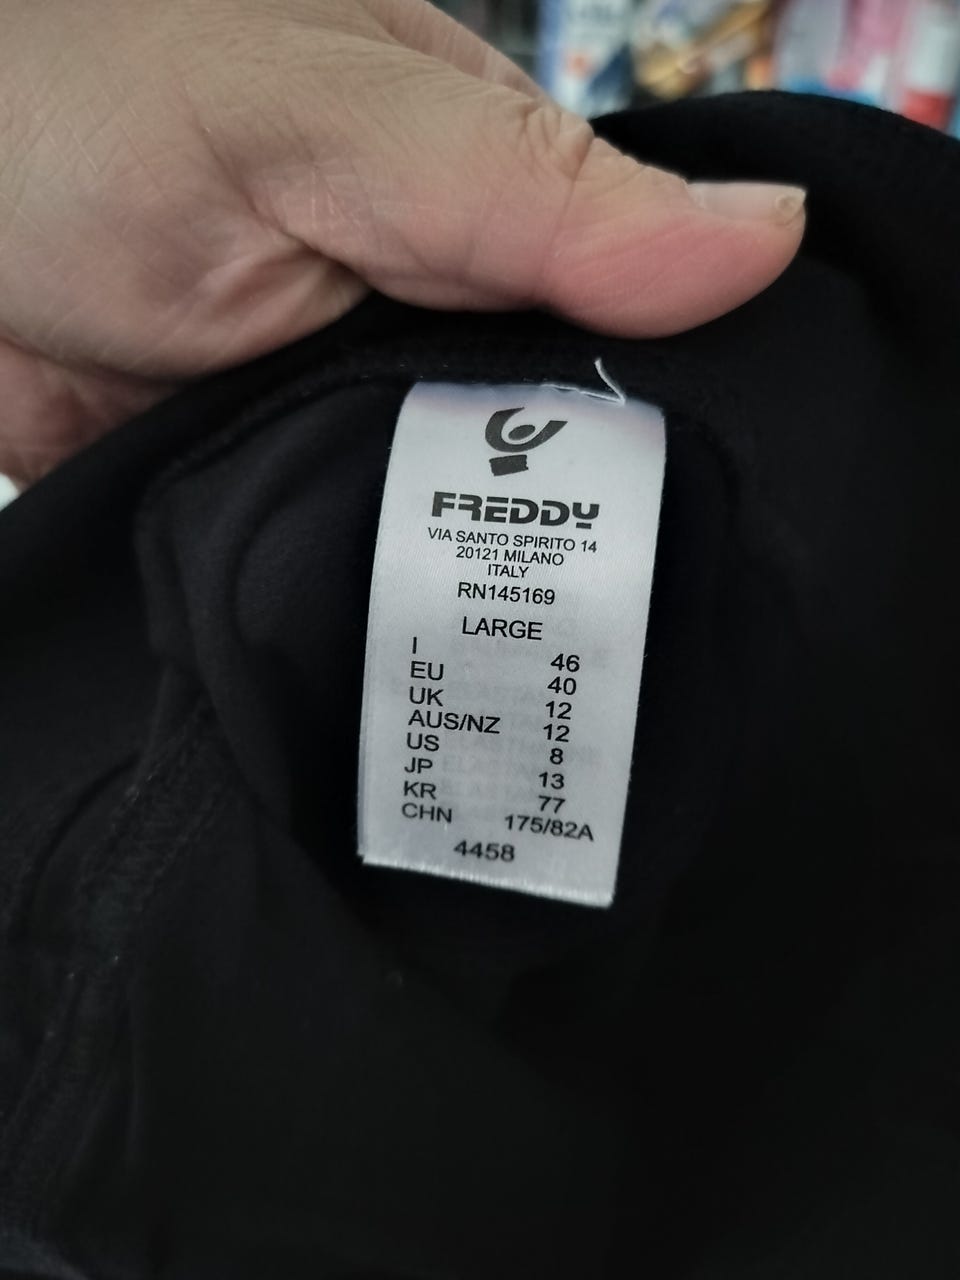 FREDDY
VIA SANTO SPIRITO 14
20121 MILANO
ITALY
RN145169
LARGE
I 46
EU 40
UK 12
AUS/NZ 12
US 8
JP 13
KR 77
CHN 175/82A
4458